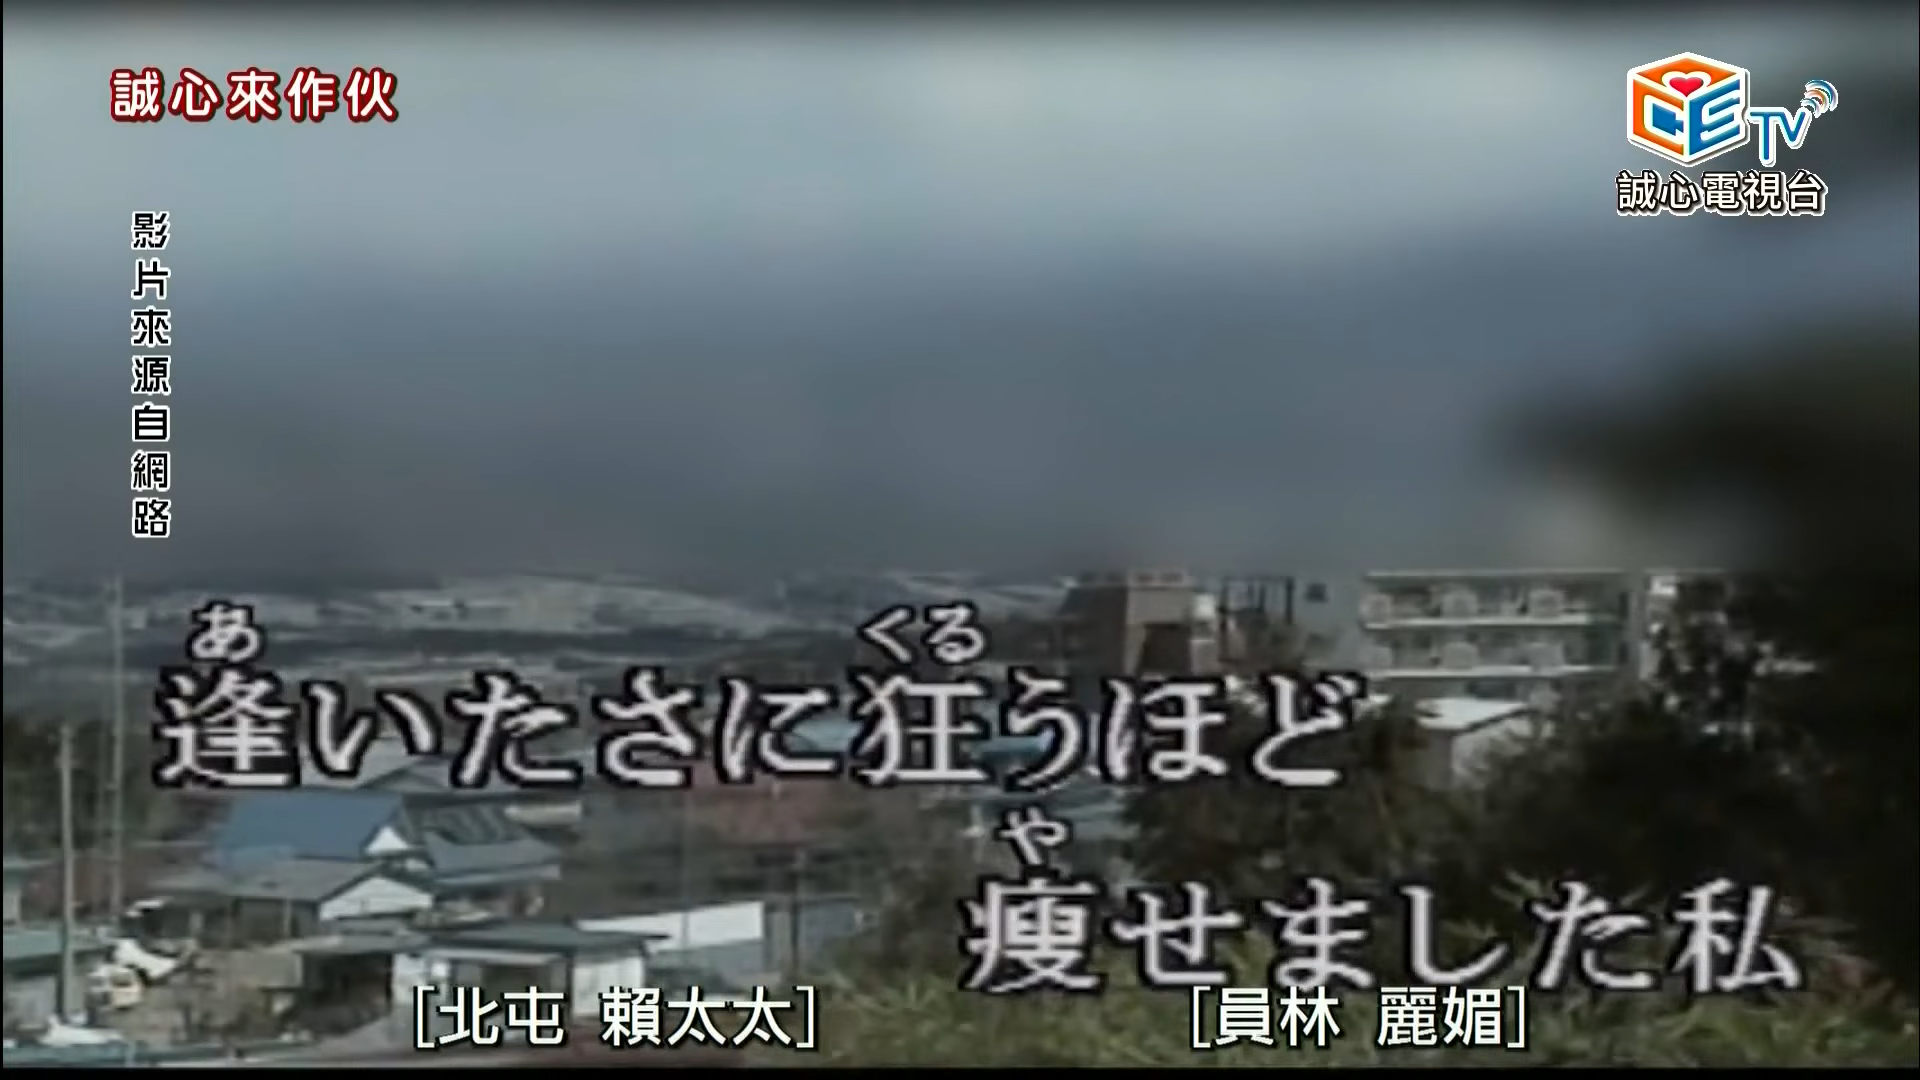 誠心來作伙
CETV
誠心電視台
影片來源自網路
あ くる
逢いたさに狂うほど
や
痩せました私
[北屯 賴太太] [員林 麗媚]